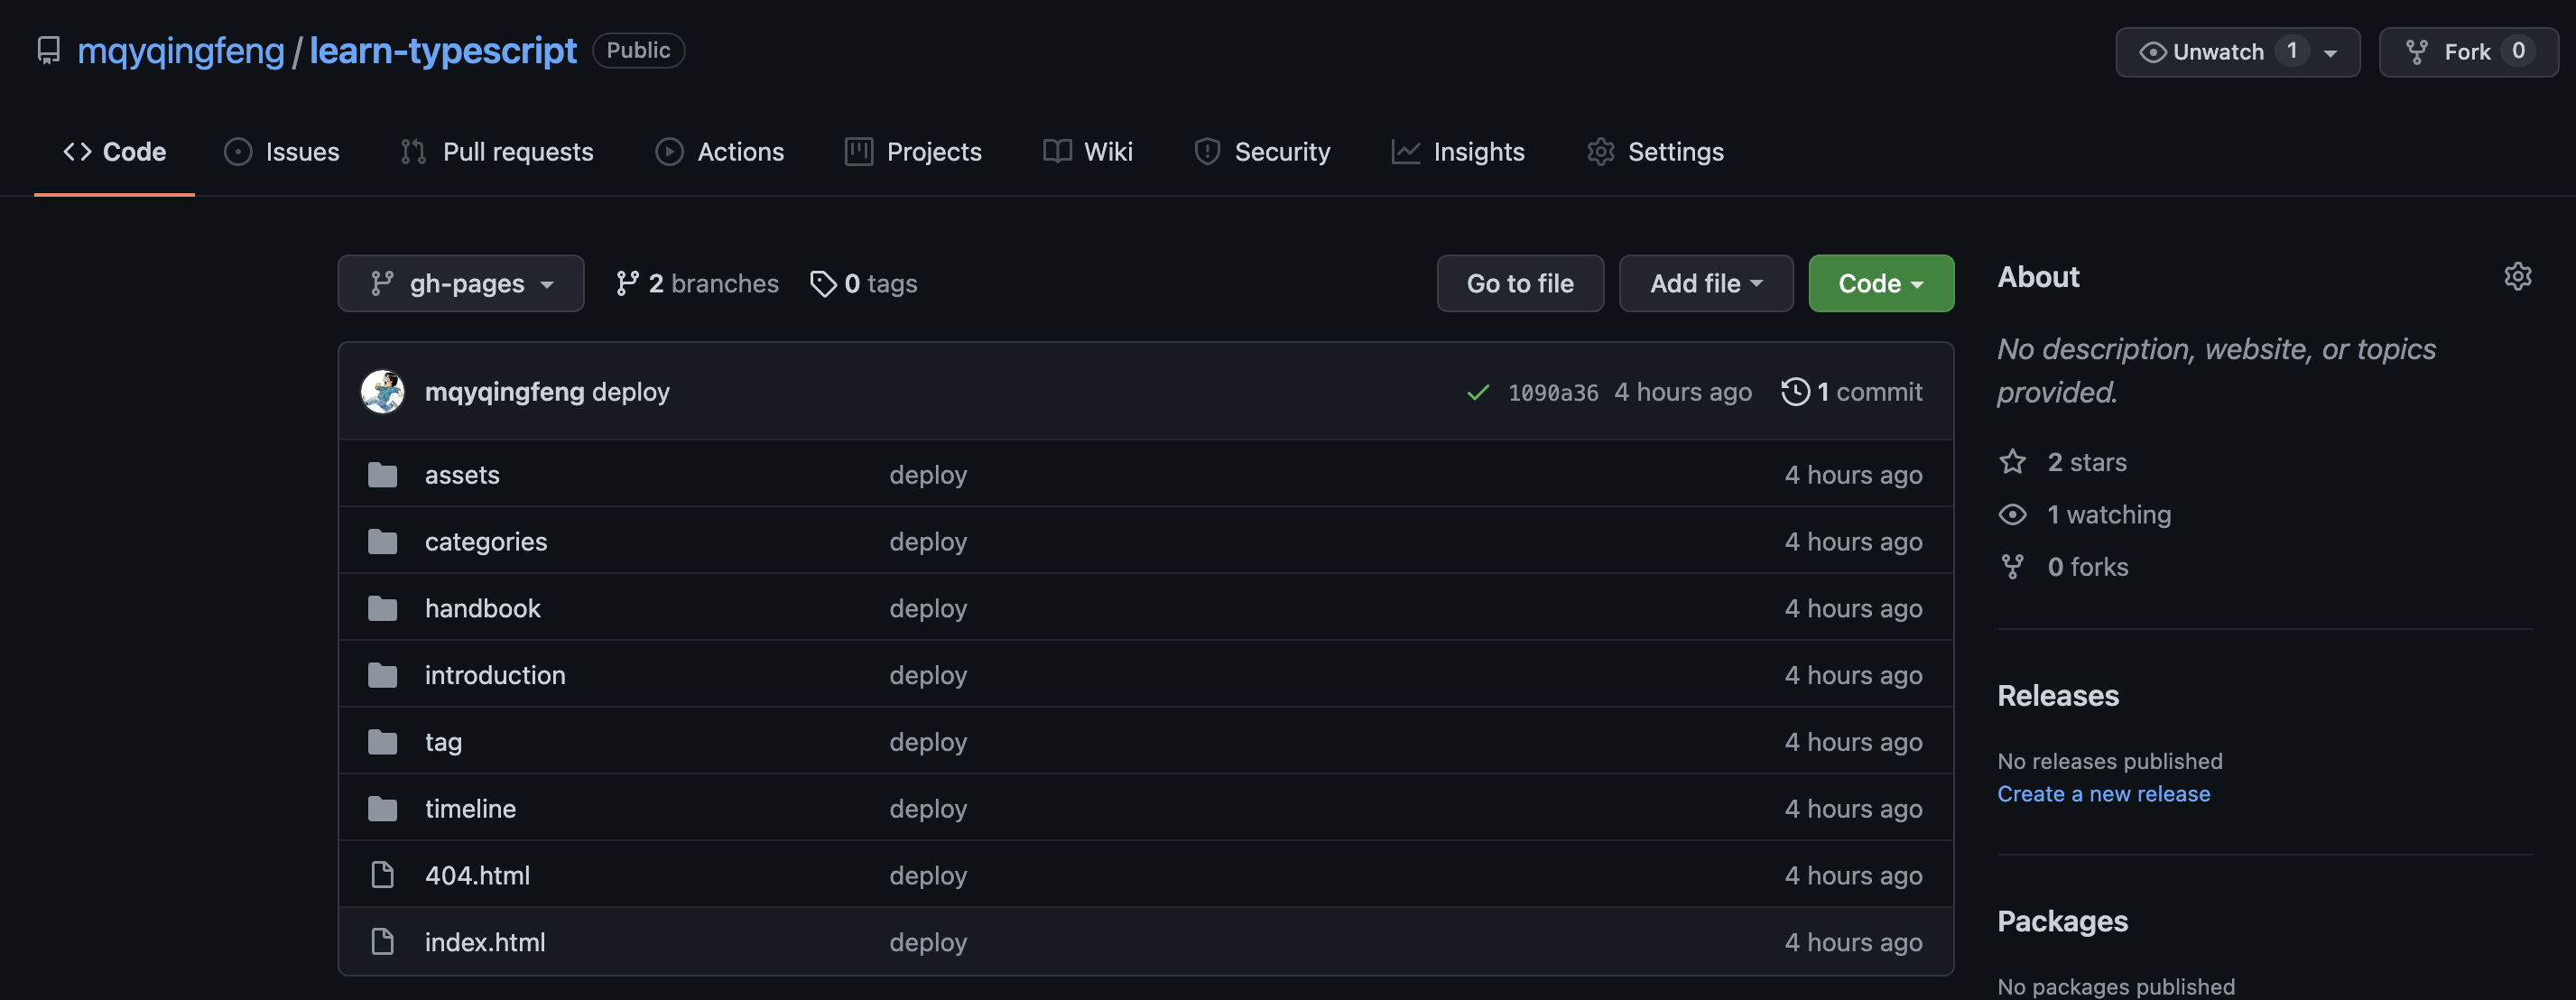 mqyqingfeng / learn-typescript Public
Unwatch 1
Fork 0
Code Issues Pull requests Actions Projects Wiki Security Insights Settings
gh-pages 2 branches 0 tags
Go to file Add file Code
mqyqingfeng deploy 1090a36 4 hours ago 1 commit
assets deploy 4 hours ago
categories deploy 4 hours ago
handbook deploy 4 hours ago
introduction deploy 4 hours ago
tag deploy 4 hours ago
timeline deploy 4 hours ago
404.html deploy 4 hours ago
index.html deploy 4 hours ago
About
No description, website, or topics
provided.
2 stars
1 watching
0 forks
Releases
No releases published
Create a new release
Packages
No packages published